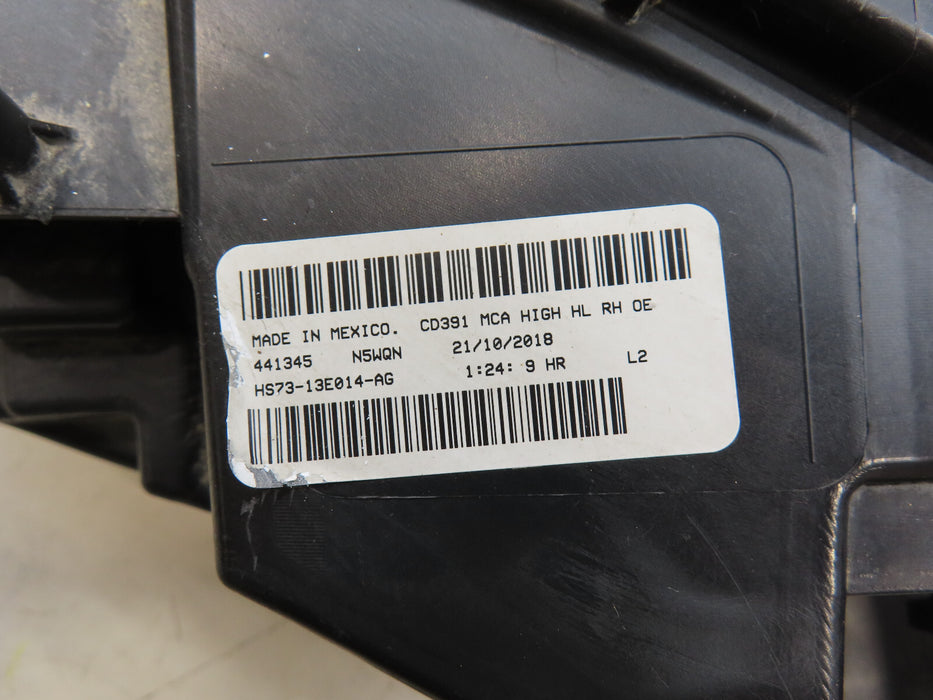 MADE IN MEXICO. CD391 MCA HIGH HL RH OE
441345 N5WQN 21/10/2018
HS73-13E014-AG 1:24: 9 HR L2